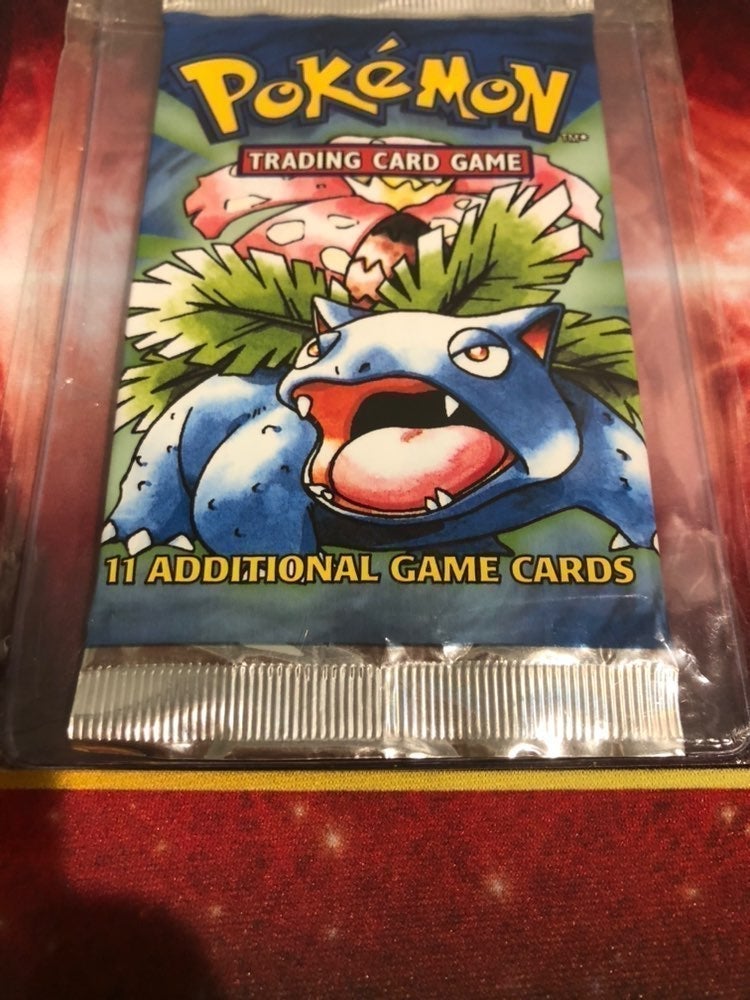 POKéMON
TRADING CARD GAME
11 ADDITIONAL GAME CARDS